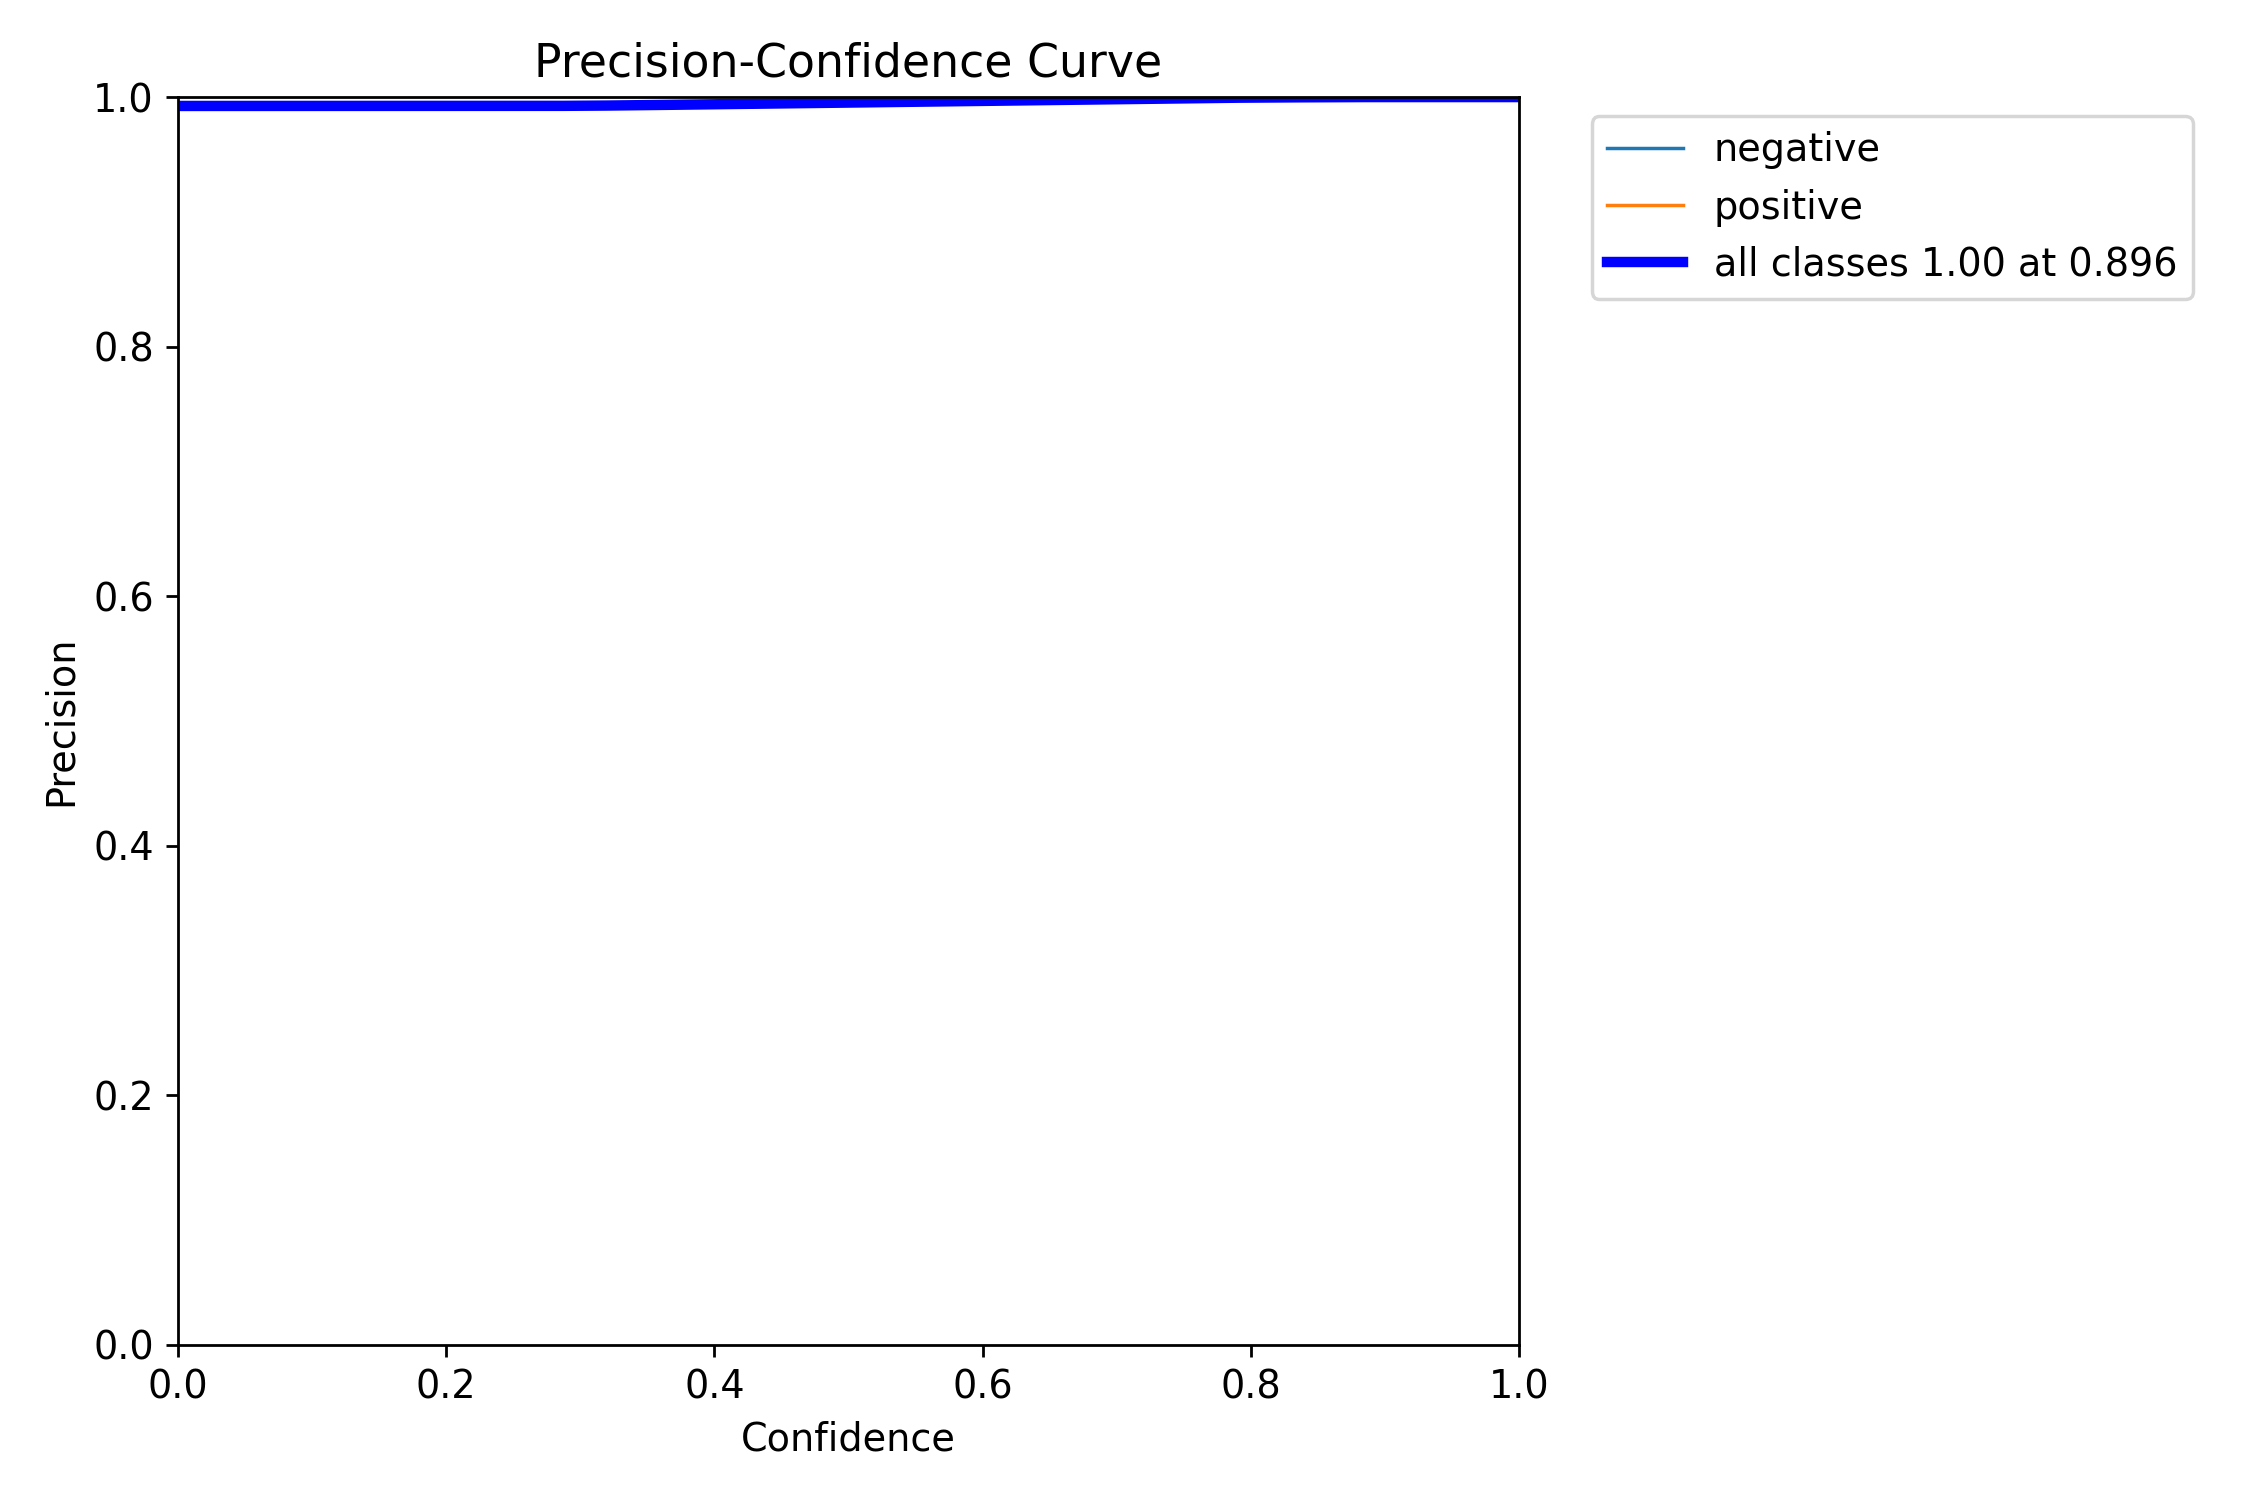 Precision-Confidence Curve
1.0
0.8
0.6
0.4
0.2
0.0
Precision
0.0 0.2 0.4 0.6 0.8 1.0
Confidence
negative
positive
all classes 1.00 at 0.896